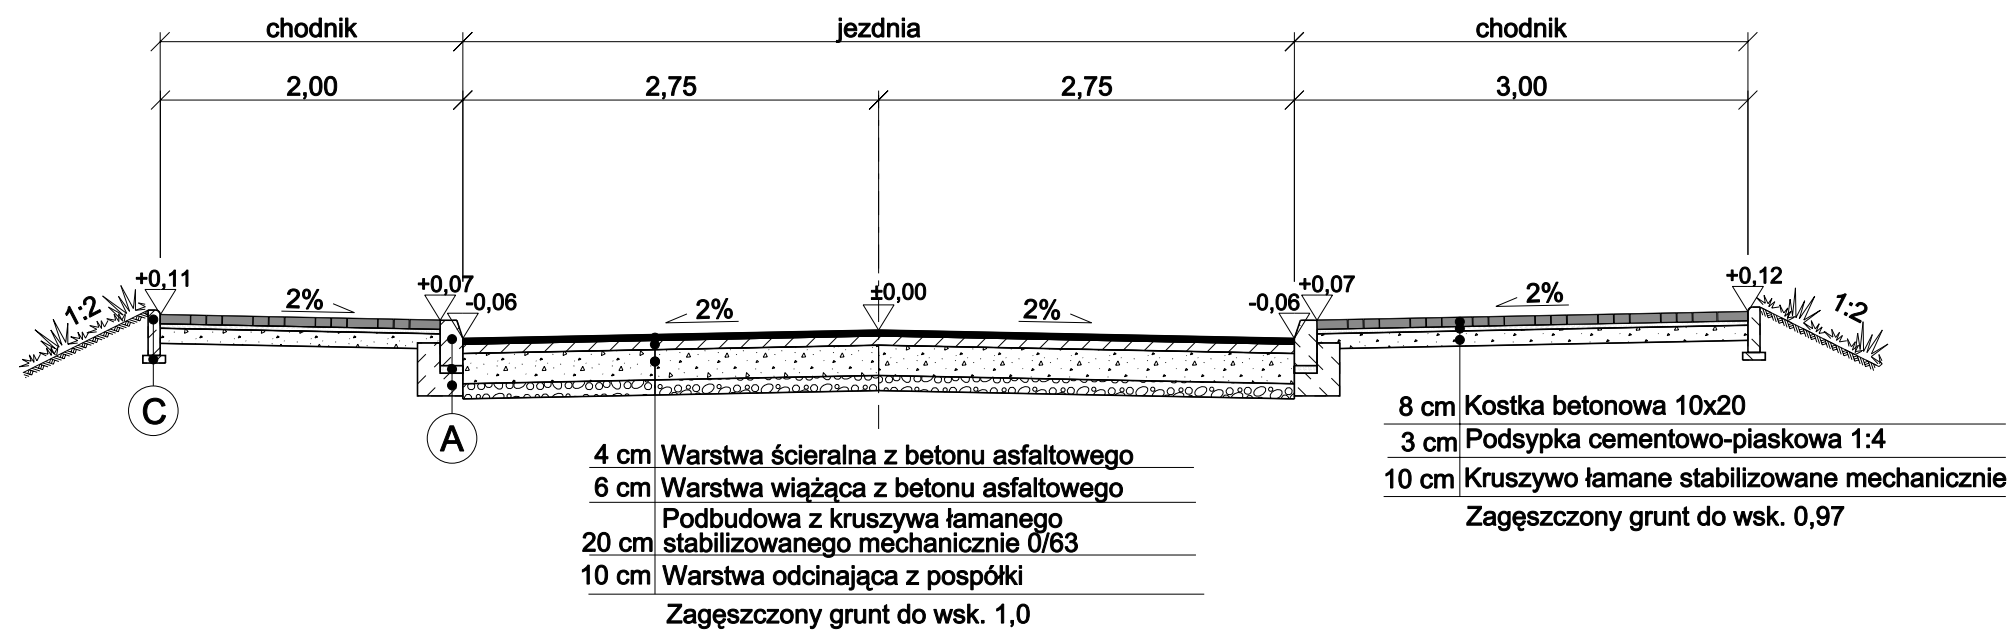 chodnik jezdnia chodnik
2,00 2,75 2,75 3,00
+0,11 +0,07 -0,06 ±0,00 -0,06 +0,07 +0,12
1:2 2% 2% 2% 2% 1:2
C A
4 cm Warstwa ścieralna z betonu asfaltowego
6 cm Warstwa wiążąca z betonu asfaltowego
Podbudowa z kruszywa łamanego
20 cm stabilizowanego mechanicznie 0/63
10 cm Warstwa odcinająca z pospółki
Zagęszczony grunt do wsk. 1,0
8 cm Kostka betonowa 10x20
3 cm Podsypka cementowo-piaskowa 1:4
10 cm Kruszywo łamane stabilizowane mechanicznie
Zagęszczony grunt do wsk. 0,97